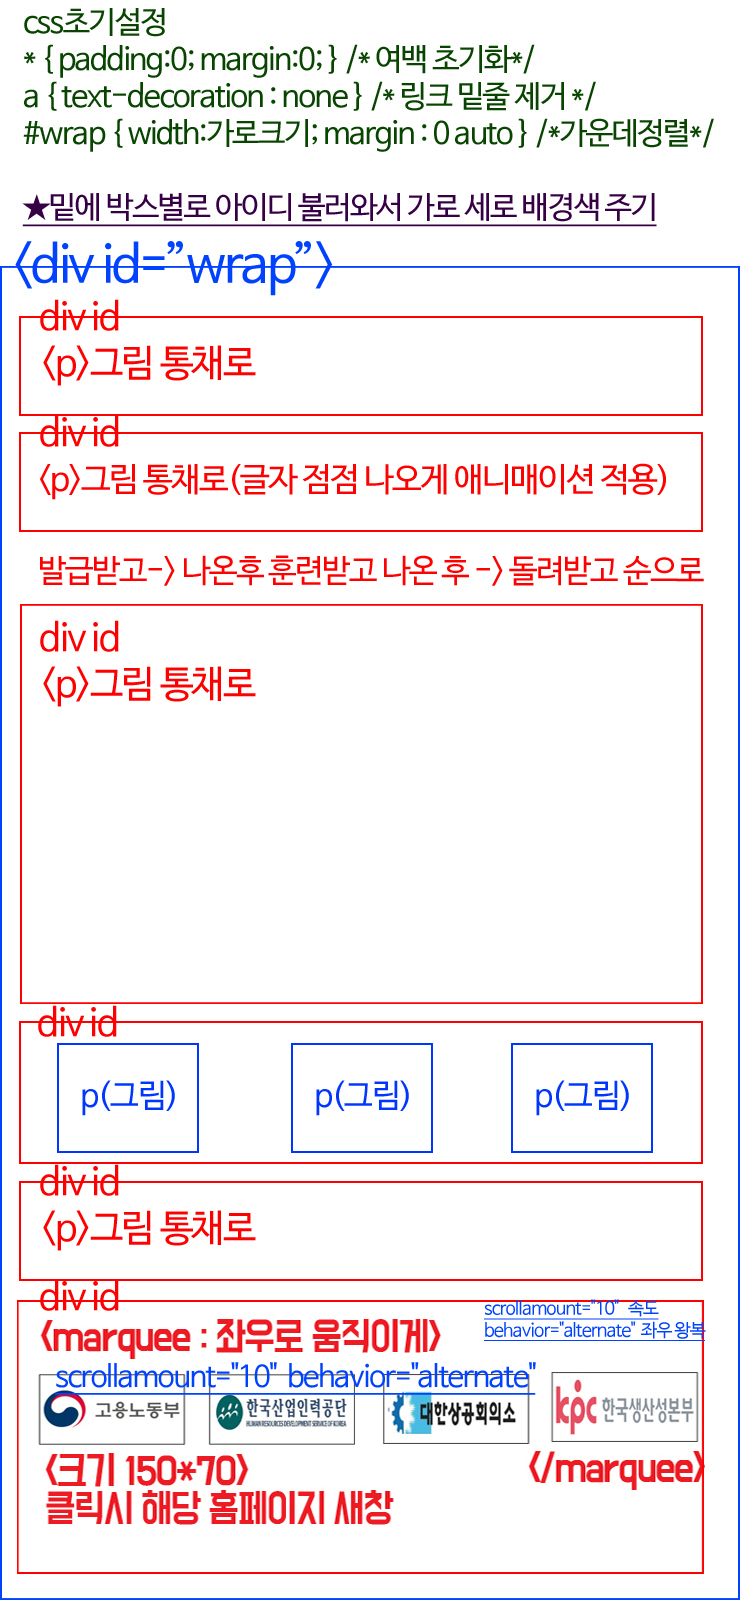 css초기설정
* { padding:0; margin:0; } /* 여백 초기화*/
a { text-decoration : none } /* 링크 밑줄 제거 */
#wrap { width:가로크기; margin : 0 auto } /*가운데정렬*/
★밑에 박스별로 아이디 불러와서 가로 세로 배경색 주기
<div id="wrap">
div id
<p>그림 통채로
div id
<p>그림 통채로(글자 점점 나오게 애니매이션 적용)
발급받고-> 나온후 훈련받고 나온 후 -> 돌려받고 순으로
div id
<p>그림 통채로
div id
p(그림) p(그림) p(그림)
div id
<p>그림 통채로
div id
scrollamount="10" 속도
<marquee : 좌우로 움직이게>
behavior="alternate" 좌우 왕복
scrollamount="10" behavior="alternate"
고용노동부 한국산업인력공단 대한상공회의소 kpc 한국생산성본부
HUMAN RESOURCES DEVELOPMENT SERVICE OF KOREA
<크기 150*70> </marquee>
클릭시 해당 홈페이지 새창